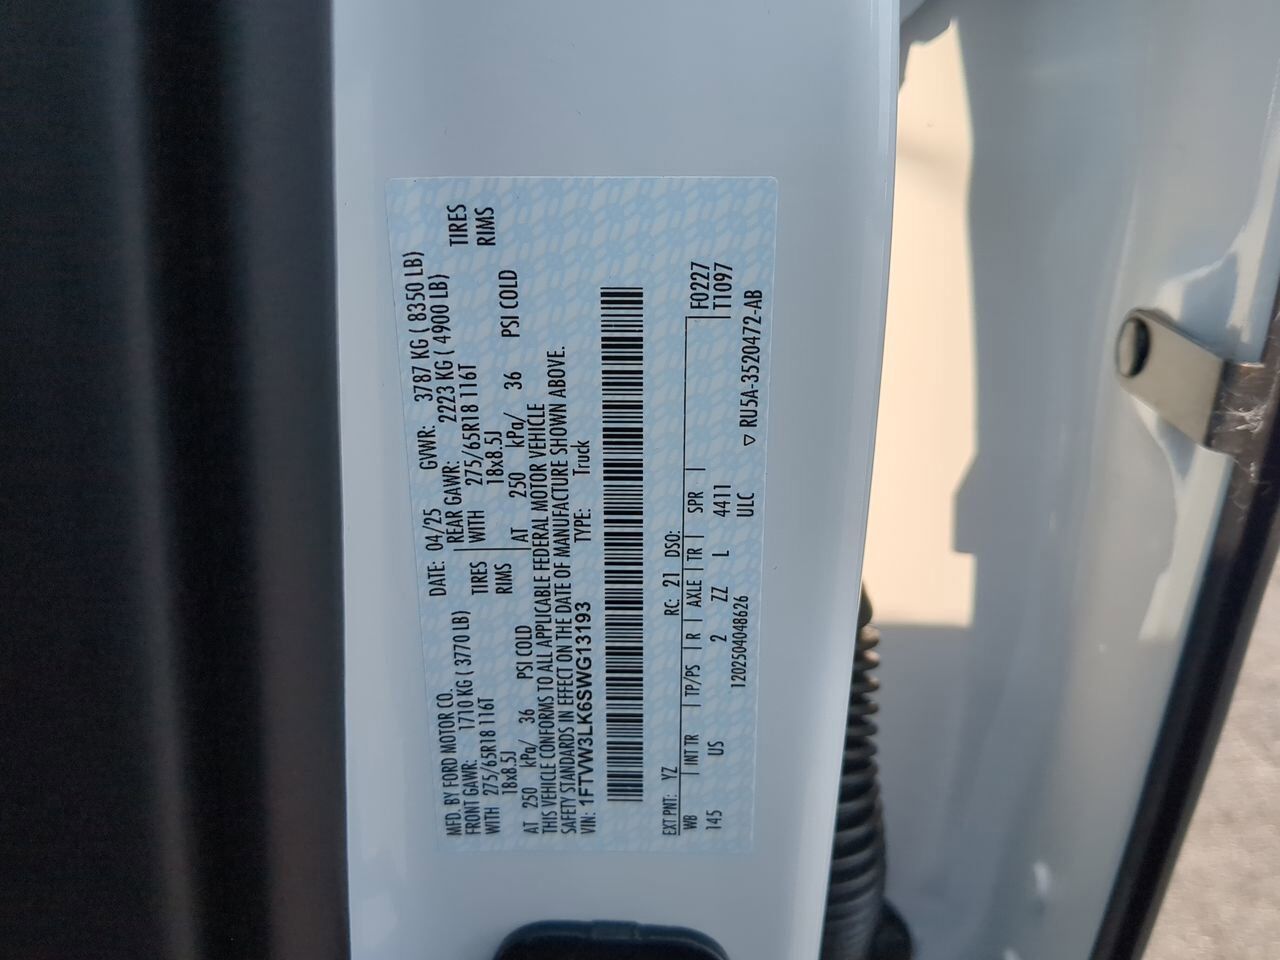 MFD. BY FORD MOTOR CO. DATE: 04/25 GVWR: 3787 KG ( 8350 LB)
FRONT GAWR: 1710 KG ( 3770 LB) REAR GAWR: 2223 KG ( 4900 LB)
WITH 275/65R18 116T TIRES WITH 275/65R18 116T TIRES
18x8.5J RIMS 18x8.5J RIMS
AT 250 kPa/ 36 PSI COLD AT 250 kPa/ 36 PSI COLD
THIS VEHICLE CONFORMS TO ALL APPLICABLE FEDERAL MOTOR VEHICLE
SAFETY STANDARDS IN EFFECT ON THE DATE OF MANUFACTURE SHOWN ABOVE.
VIN: 1FTVW3LK6SWG13193 TYPE: Truck
EXT PNT: YZ RC: 21 DSO:
WB INT TR TP/PS R AXLE TR SPR F0227
145 US 2 ZZ L 4411 T1097
120250404862​6 ULC ▽ RU5A-3520472-AB